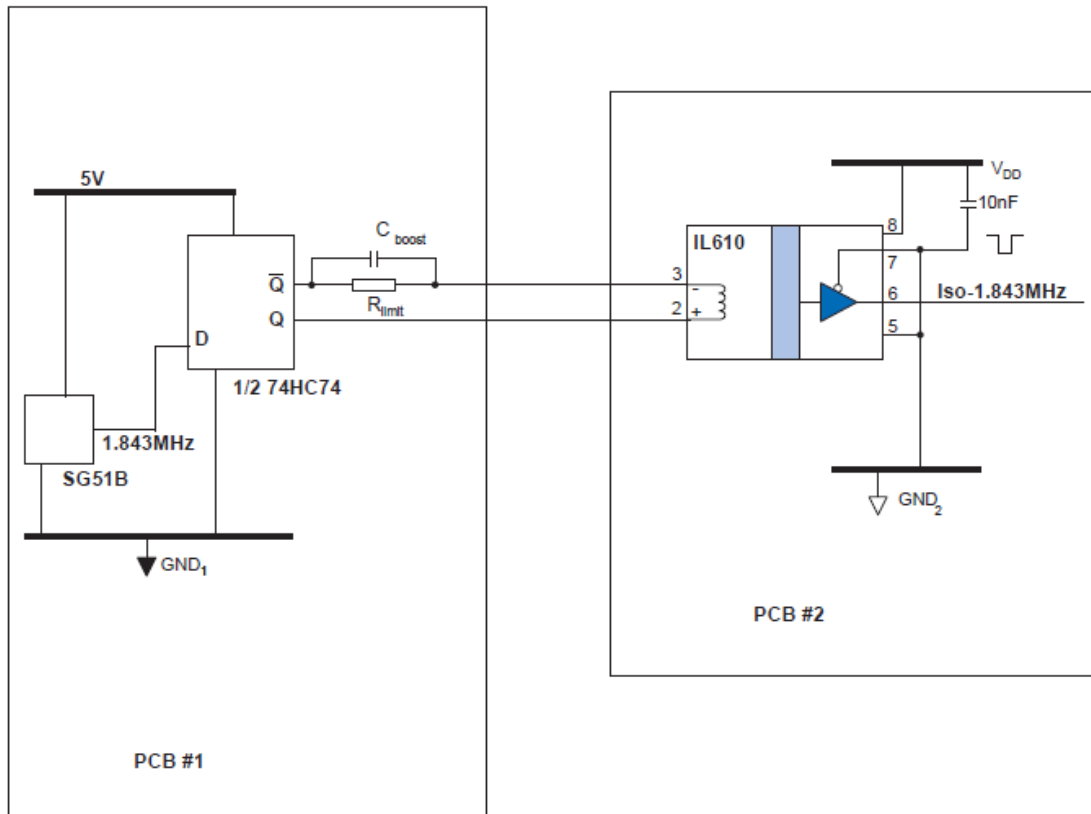 5V
C boost
Q̅
R limit
Q
D
1/2 74HC74
1.843MHz
SG51B
GND1
PCB #1
VDD
10nF
IL610
8
7
3
-
2
+
6
Iso-1.843MHz
5
GND2
PCB #2